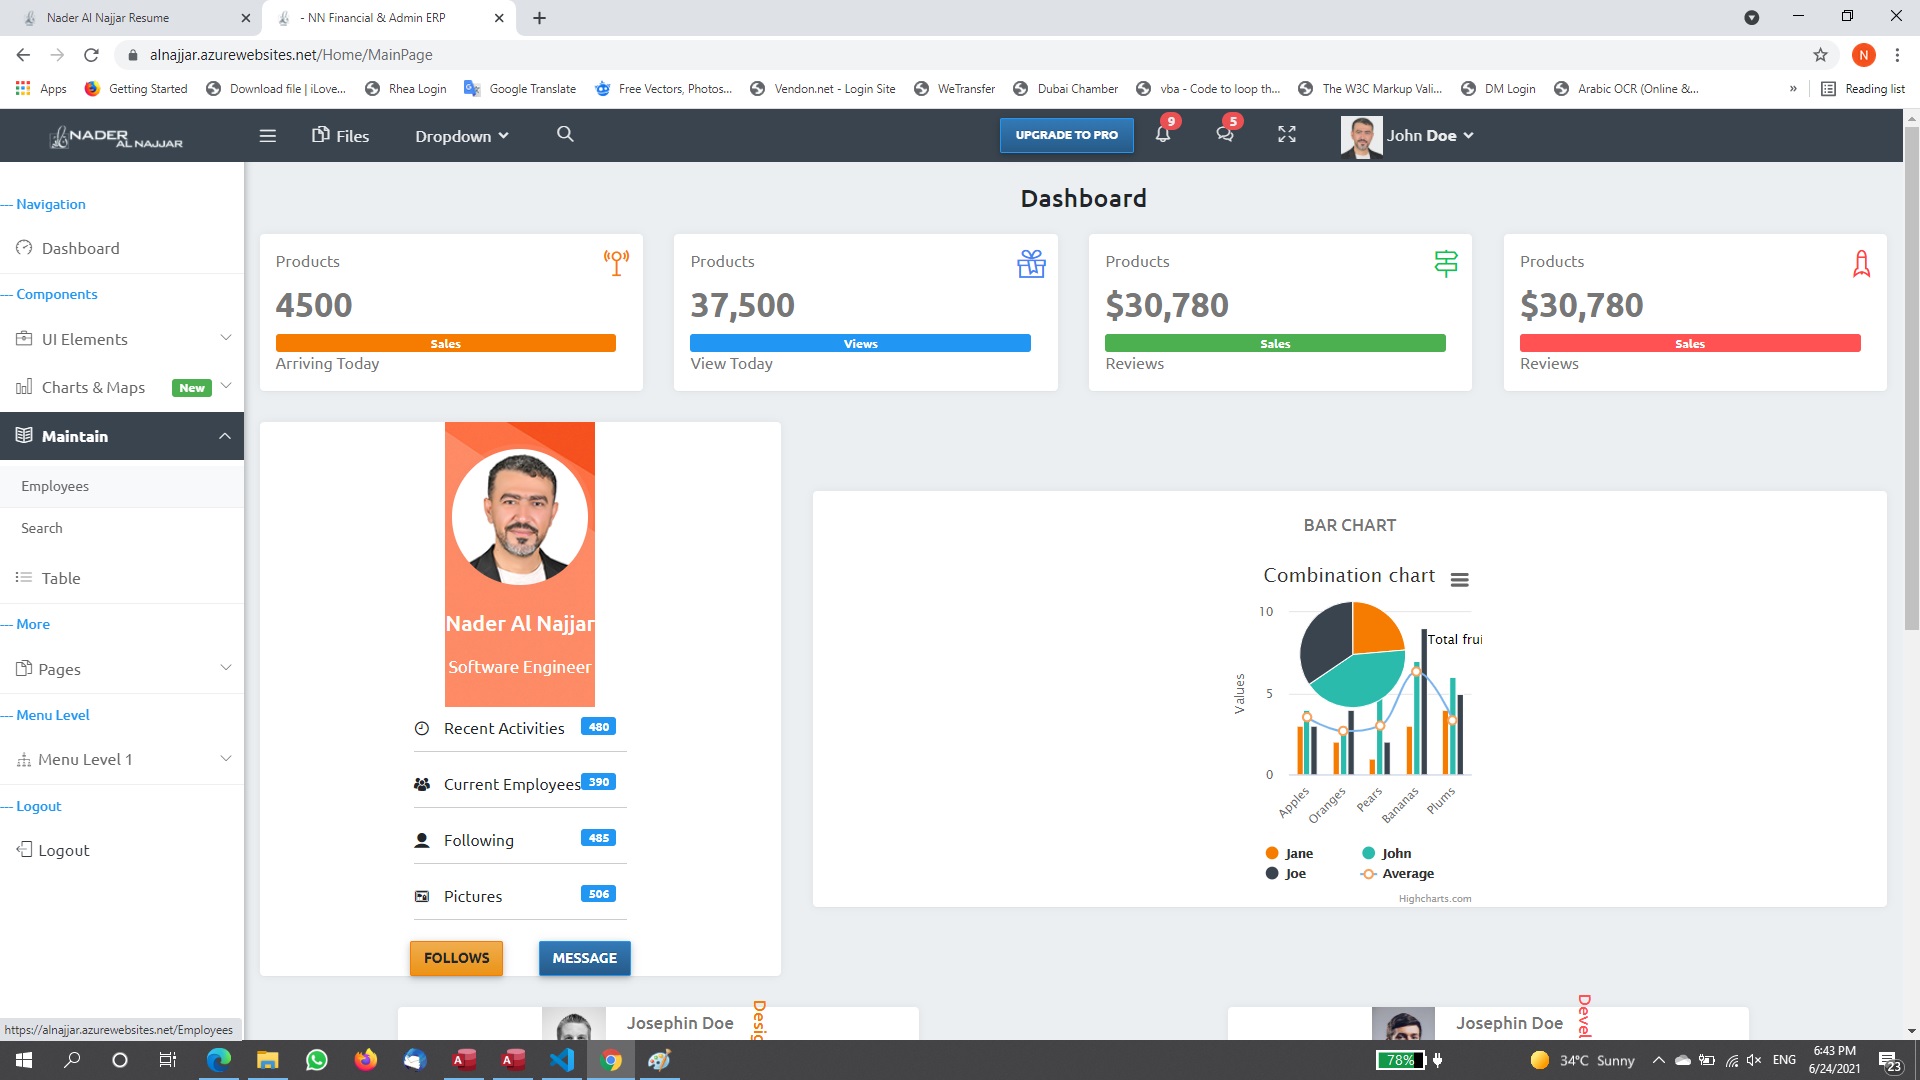 Nader Al Najjar Resume
- NN Financial & Admin ERP
alnajjar.azurewebsites.net/Home/MainPage
N
Apps
Getting Started
Download file | iLove...
Rhea Login
Google Translate
Free Vectors, Photos...
Vendon.net - Login Site
WeTransfer
Dubai Chamber
vba - Code to loop th...
The W3C Markup Vali...
DM Login
Arabic OCR (Online &...
»
Reading list
NADER
AL NAJJAR
Files
Dropdown
UPGRADE TO PRO
9
5
John Doe
--- Navigation
Dashboard
--- Components
UI Elements
Charts & Maps
New
Maintain
Employees
Search
Table
--- More
Pages
--- Menu Level
Menu Level 1
--- Logout
Logout
Dashboard
Products
4500
Sales
Arriving Today
Products
37,500
Views
View Today
Products
$30,780
Sales
Reviews
Products
$30,780
Sales
Reviews
Nader Al Najjar
Software Engineer
Recent Activities 480
Current Employees 390
Following 485
Pictures 506
FOLLOWS
MESSAGE
BAR CHART
Combination chart
10
5
0
Values
Total frui
Apples
Oranges
Pears
Bananas
Plums
Jane
John
Joe
Average
Highcharts.com
Josephin Doe
Desig
Josephin Doe
Devel
https://alnajjar.azurewebsites.net/Employees
78%
34°C Sunny
ENG
6:43 PM
6/24/2021
23